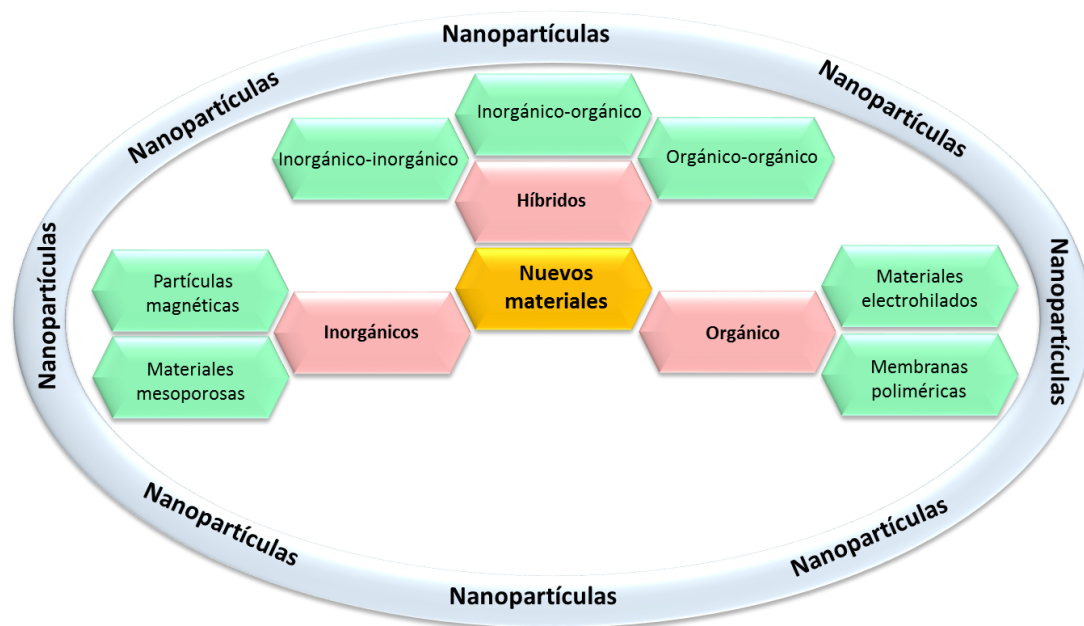 Nanopartículas
Nanopartículas
Nanopartículas
Inorgánico-orgánico
Inorgánico-inorgánico
Orgánico-orgánico
Híbridos
Nanopartículas
Nanopartículas
Partículas
magnéticas
Nuevos
materiales
Materiales
electrohilados
Inorgánicos
Orgánico
Materiales
mesoporosas
Membranas
poliméricas
Nanopartículas
Nanopartículas
Nanopartículas